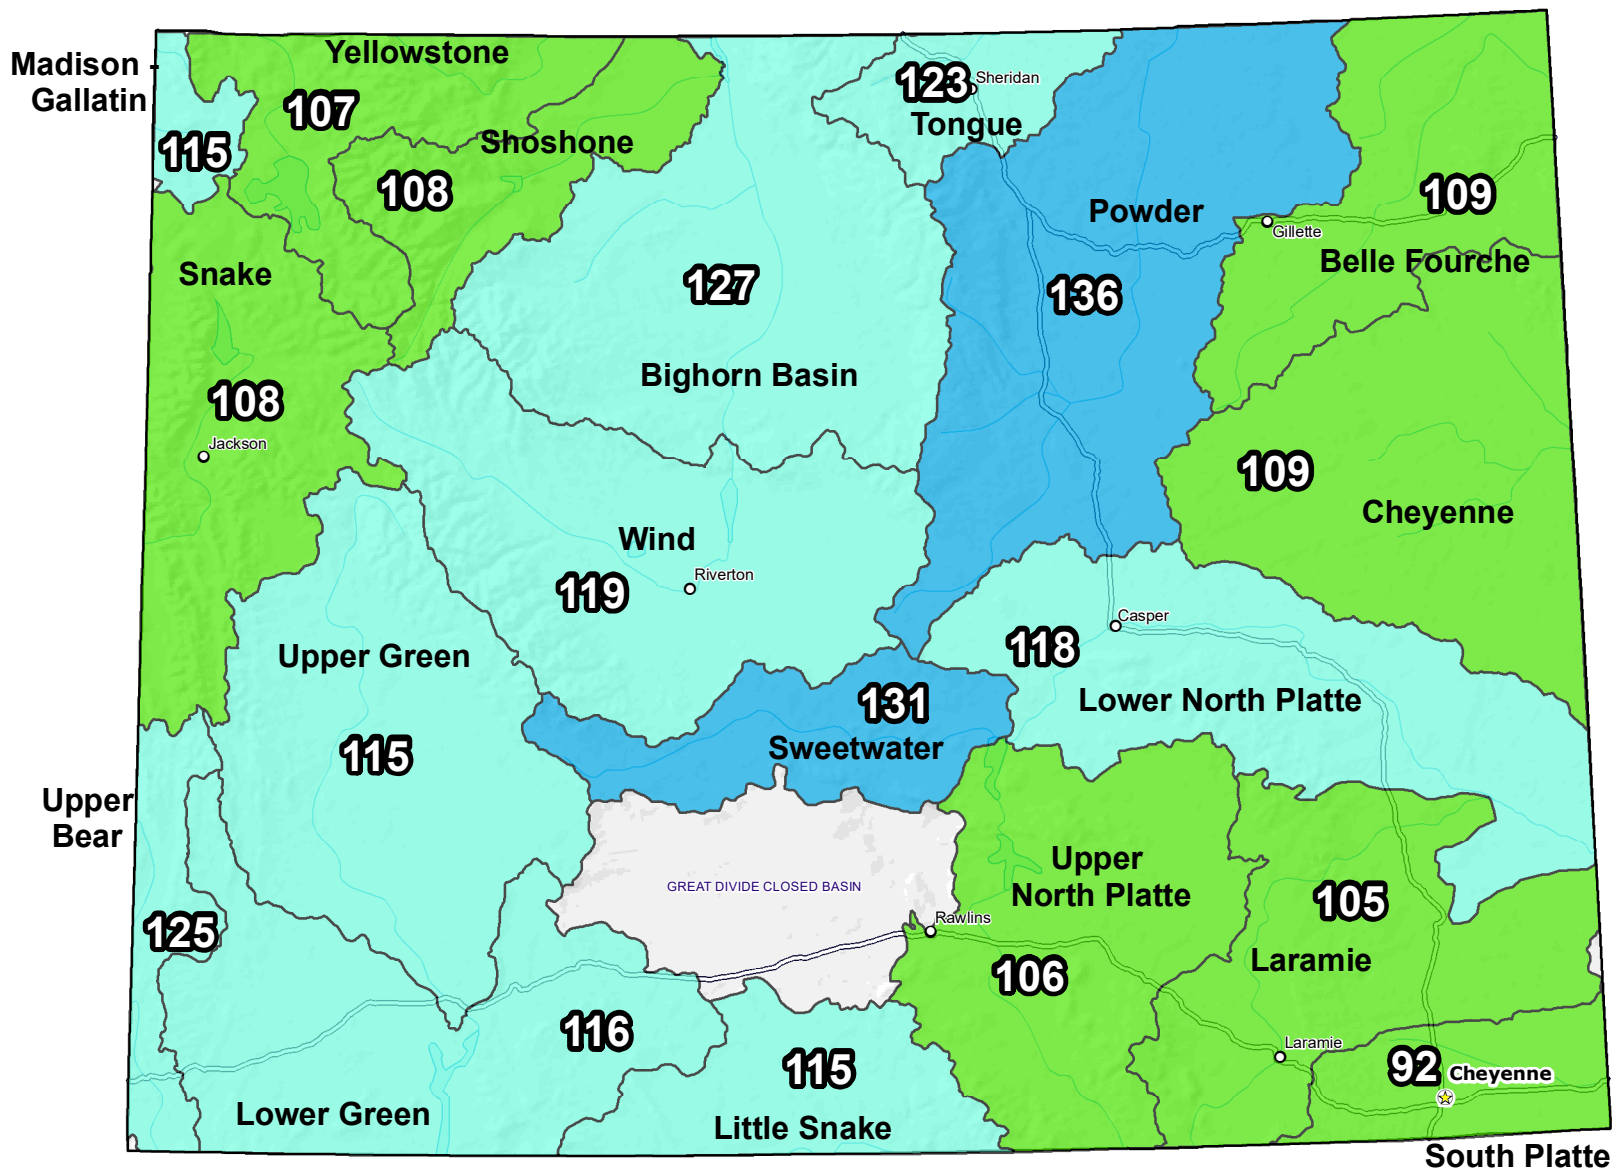 Yellowstone
Madison -
Gallatin
107
115
Shoshone
108
123
Sheridan
Tongue
Powder
136
109
Gillette
Belle Fourche
Snake
127
Bighorn Basin
108
Jackson
109
Cheyenne
Wind
119
Riverton
Casper
118
Lower North Platte
Upper Green
115
131
Sweetwater
Upper
Bear
125
GREAT DIVIDE CLOSED BASIN
Rawlins
Upper
North Platte
106
105
Laramie
116
Lower Green
115
Little Snake
Laramie
92
Cheyenne
South Platte